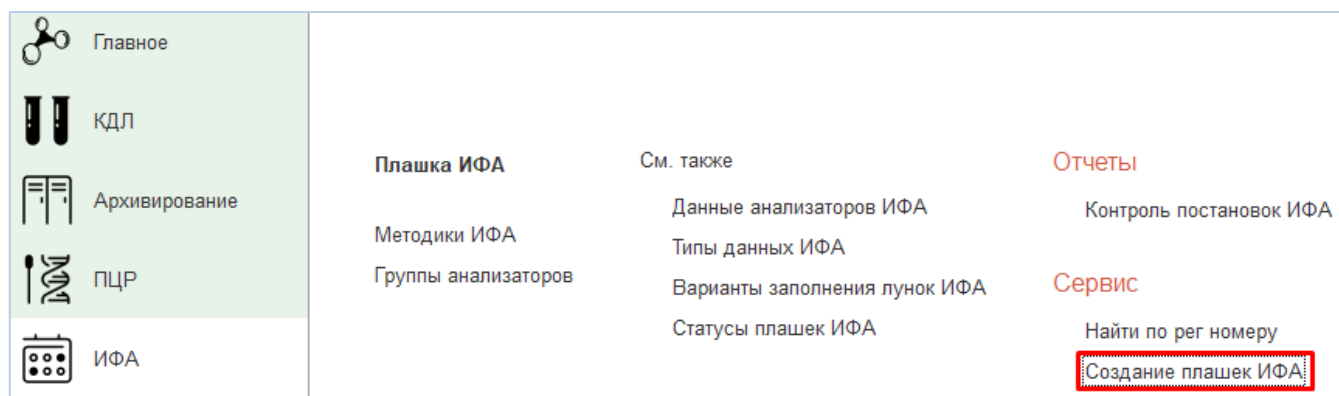 Главное
КДЛ
Архивирование
ПЦР
ИФА
Плашка ИФА
Методики ИФА
Группы анализаторов
См. также
Данные анализаторов ИФА
Типы данных ИФА
Варианты заполнения лунок ИФА
Статусы плашек ИФА
Отчеты
Контроль постановок ИФА
Сервис
Найти по рег номеру
Создание плашек ИФА